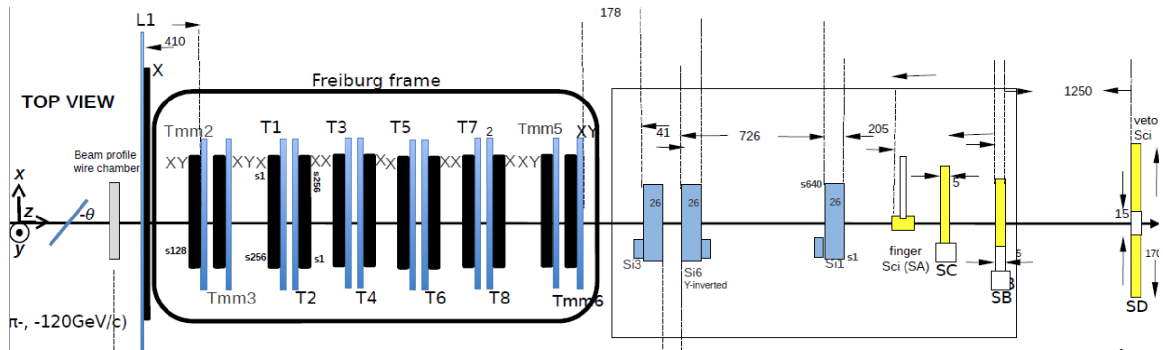 L1
178
410
X
TOP VIEW
Freiburg frame
1250
Tmm2
T1
T3
T5
T7
2
Tmm5
XY
41
726
205
veto
Sci
Beam profile
wire chamber
XY
XYX
XX
Xx
XX
XXY
s1
s256
s640
5
x
z
y
-θ
26
26
26
15
s128
s256
s1
Si3
Si6
Y-inverted
Si1
s1
finger
Sci (SA)
SC
5
170
Tmm3
T2
T4
T6
T8
Tmm6
SB
SD
π-, -120GeV/c)